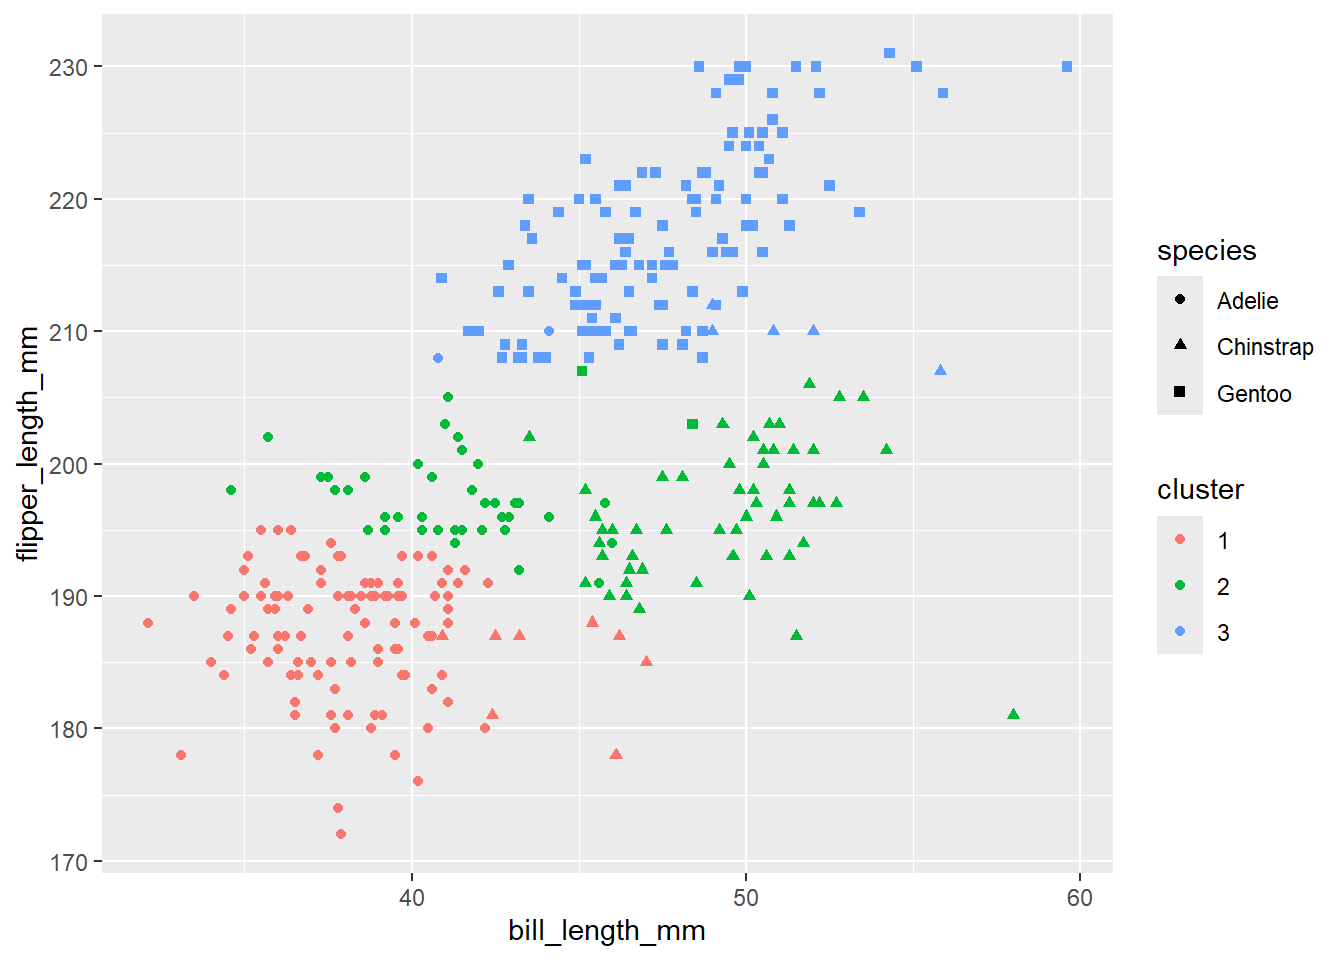 230
220
210
200
190
180
170
flipper_length_mm
40 50 60
bill_length_mm
species
Adelie
Chinstrap
Gentoo
cluster
1
2
3